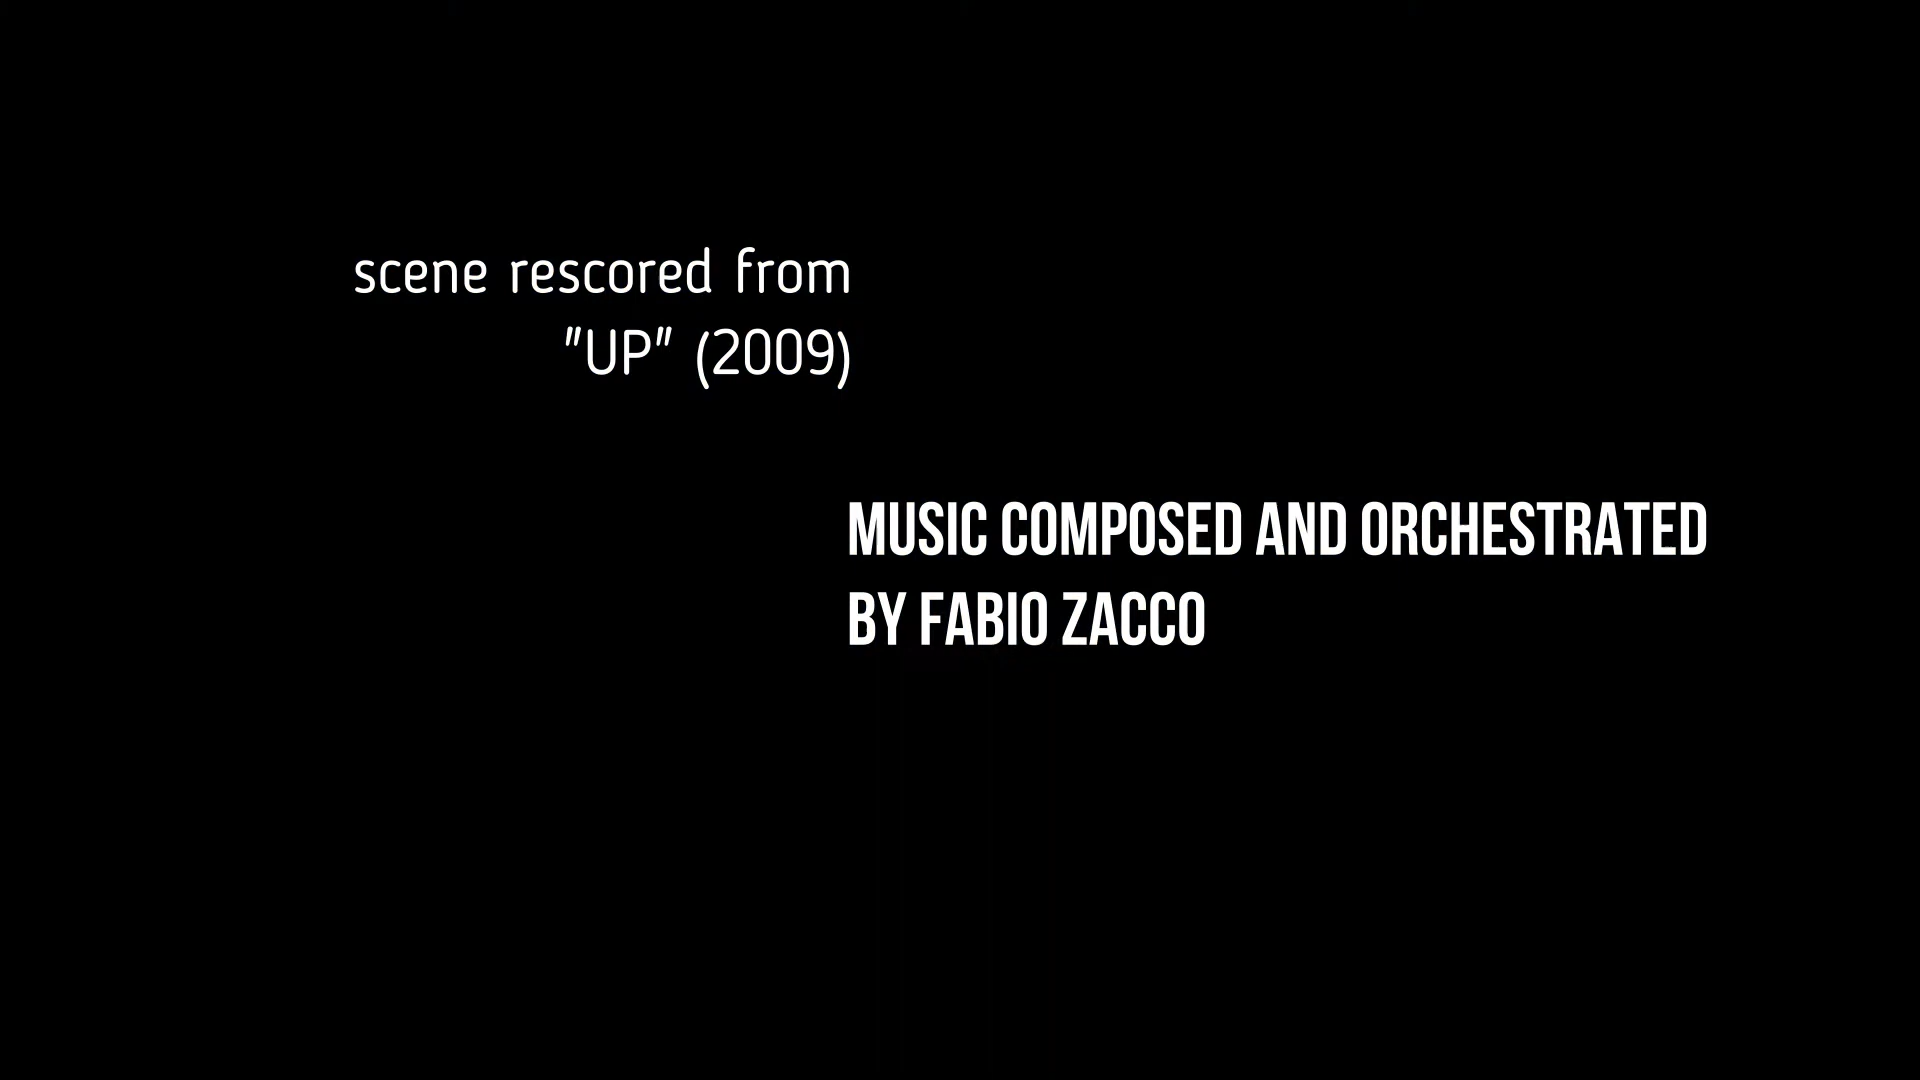 scene rescored from
"UP" (2009)
MUSIC COMPOSED AND ORCHESTRATED
BY FABIO ZACCO